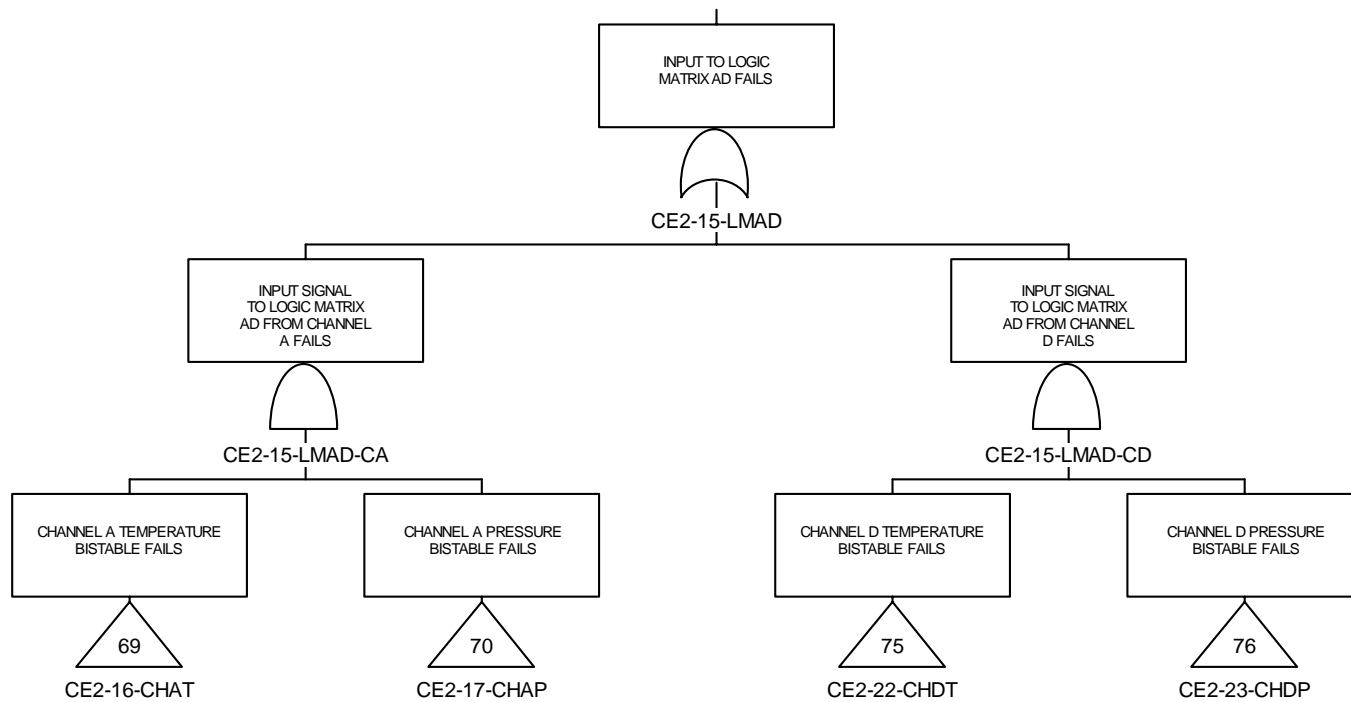 INPUT TO LOGIC
MATRIX AD FAILS
CE2-15-LMAD
INPUT SIGNAL
TO LOGIC MATRIX
AD FROM CHANNEL
A FAILS
CE2-15-LMAD-CA
INPUT SIGNAL
TO LOGIC MATRIX
AD FROM CHANNEL
D FAILS
CE2-15-LMAD-CD
CHANNEL A TEMPERATURE
BISTABLE FAILS
69
CE2-16-CHAT
CHANNEL A PRESSURE
BISTABLE FAILS
70
CE2-17-CHAP
CHANNEL D TEMPERATURE
BISTABLE FAILS
75
CE2-22-CHDT
CHANNEL D PRESSURE
BISTABLE FAILS
76
CE2-23-CHDP